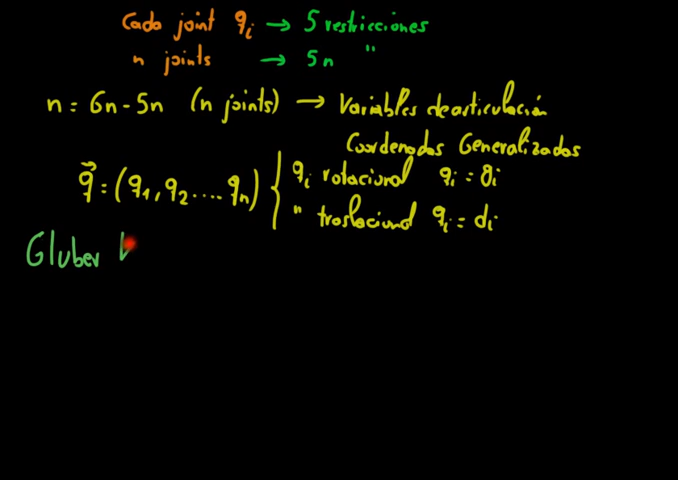 Cada joint qᵢ → 5 restricciones
n joints → 5n "
n = 6n - 5n (n joints) → Variables de articulación
Coordenadas Generalizadas
q⃗ = (q₁, q₂ .... qₙ) { qᵢ rotacional qᵢ = θᵢ
" traslacional qᵢ = dᵢ
Gluber